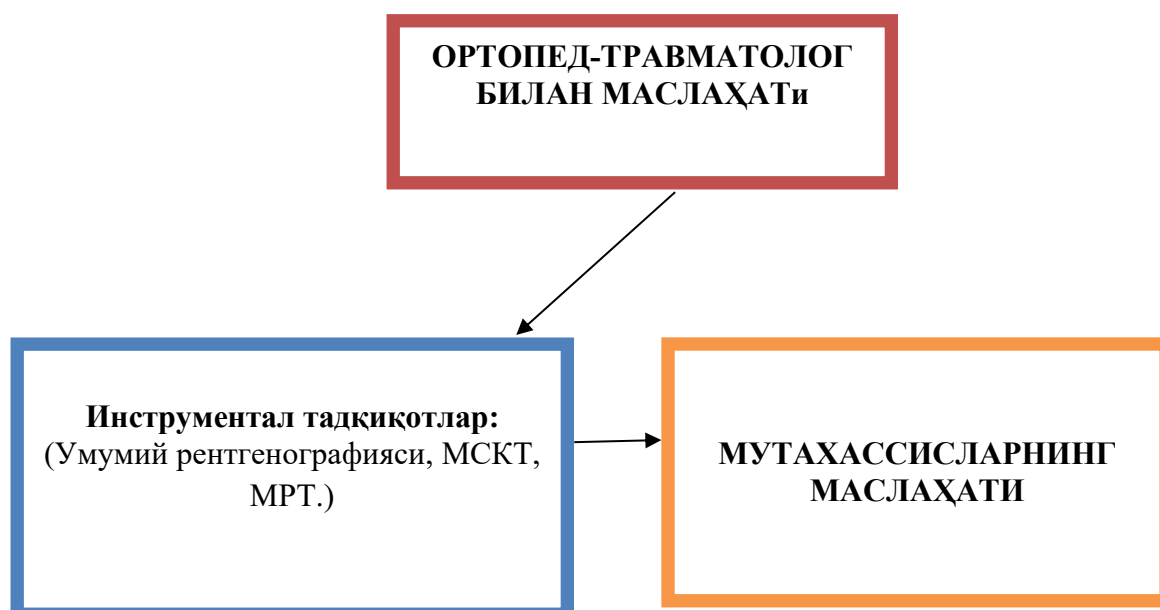 ОРТОПЕД-ТРАВМАТОЛОГ
БИЛАН МАСЛАҲАТи
Инструментал тадқиқотлар:
(Умумий рентгенографияси, МСКТ,
МРТ.)
МУТАХАССИСЛАРНИНГ
МАСЛАҲАТИ